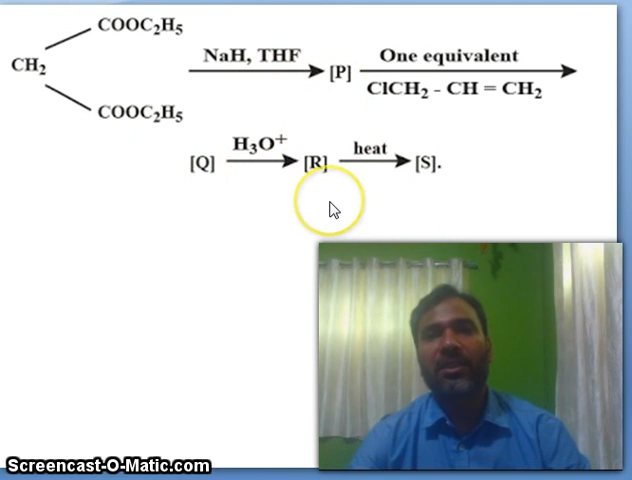 COOC₂H₅
CH₂
COOC₂H₅
NaH, THF
[P]
One equivalent
ClCH₂ - CH = CH₂
[Q]
H₃O⁺
[R]
heat
[S].
Screencast-O-Matic.com